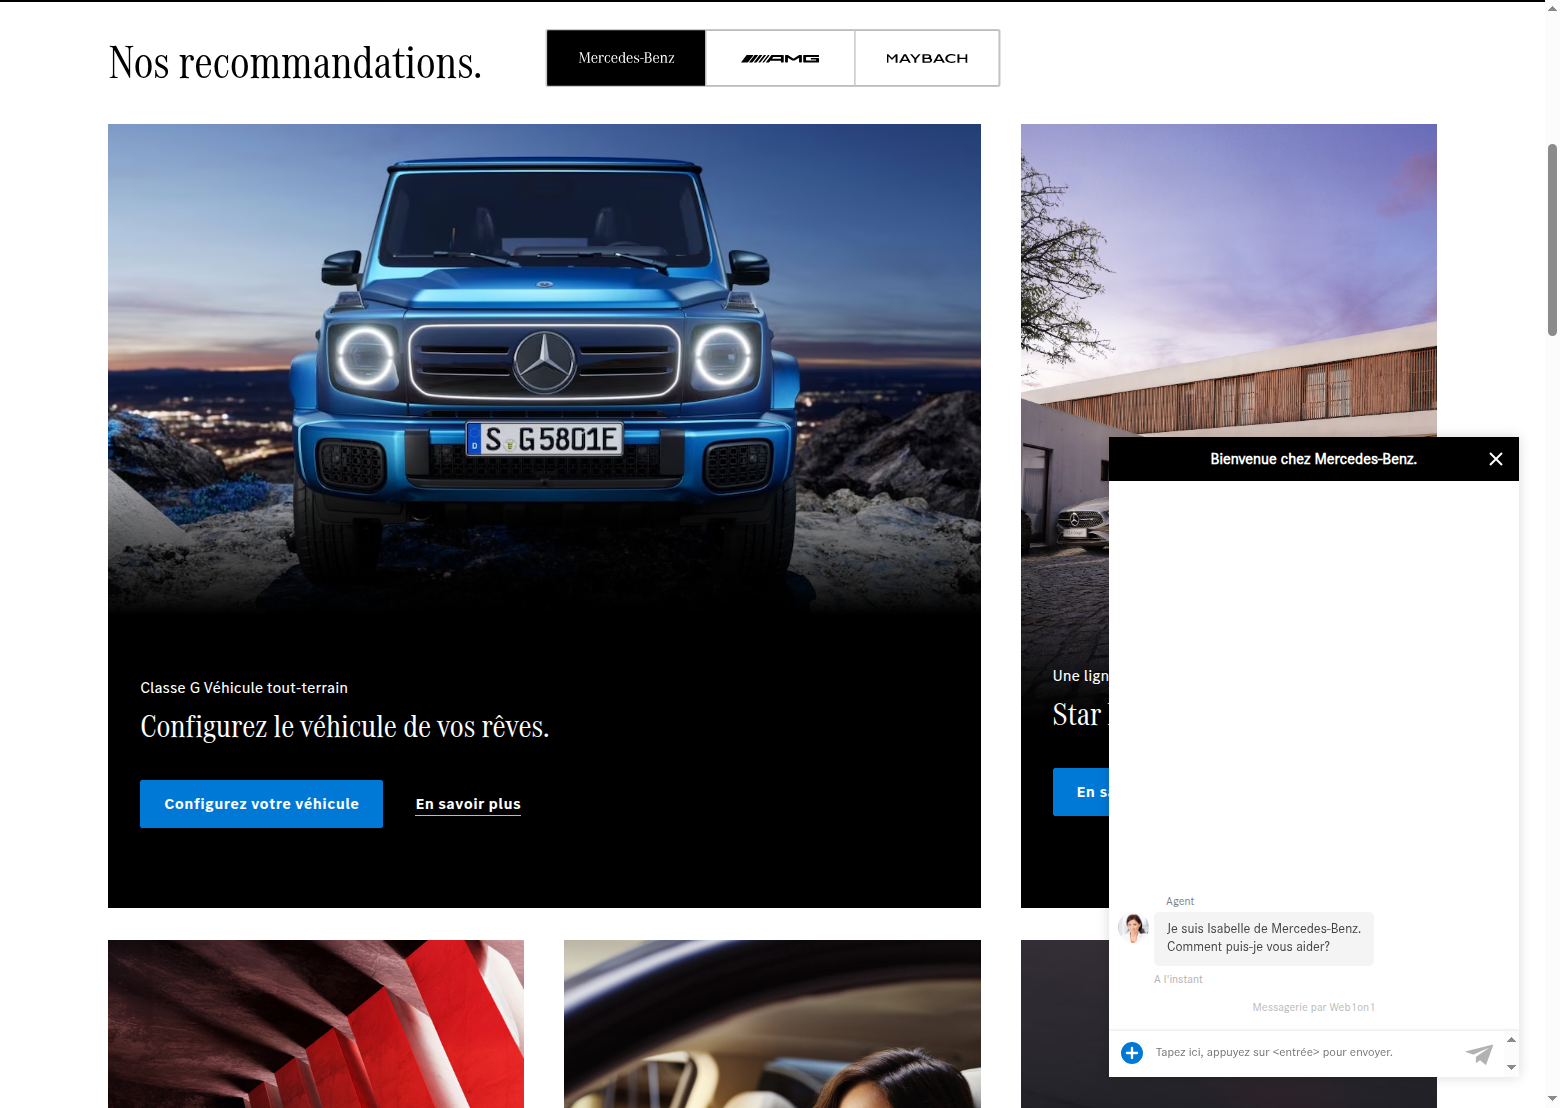 Nos recommandations.
Mercedes-Benz
AMG
MAYBACH
S G 5801E
Classe G Véhicule tout-terrain
Configurez le véhicule de vos rêves.
Configurez votre véhicule
En savoir plus
Une lign
Star
En sa
Bienvenue chez Mercedes-Benz.
Agent
Je suis Isabelle de Mercedes-Benz.
Comment puis-je vous aider?
A l'instant
Messagerie par Web1on1
Tapez ici, appuyez sur <entrée> pour envoyer.